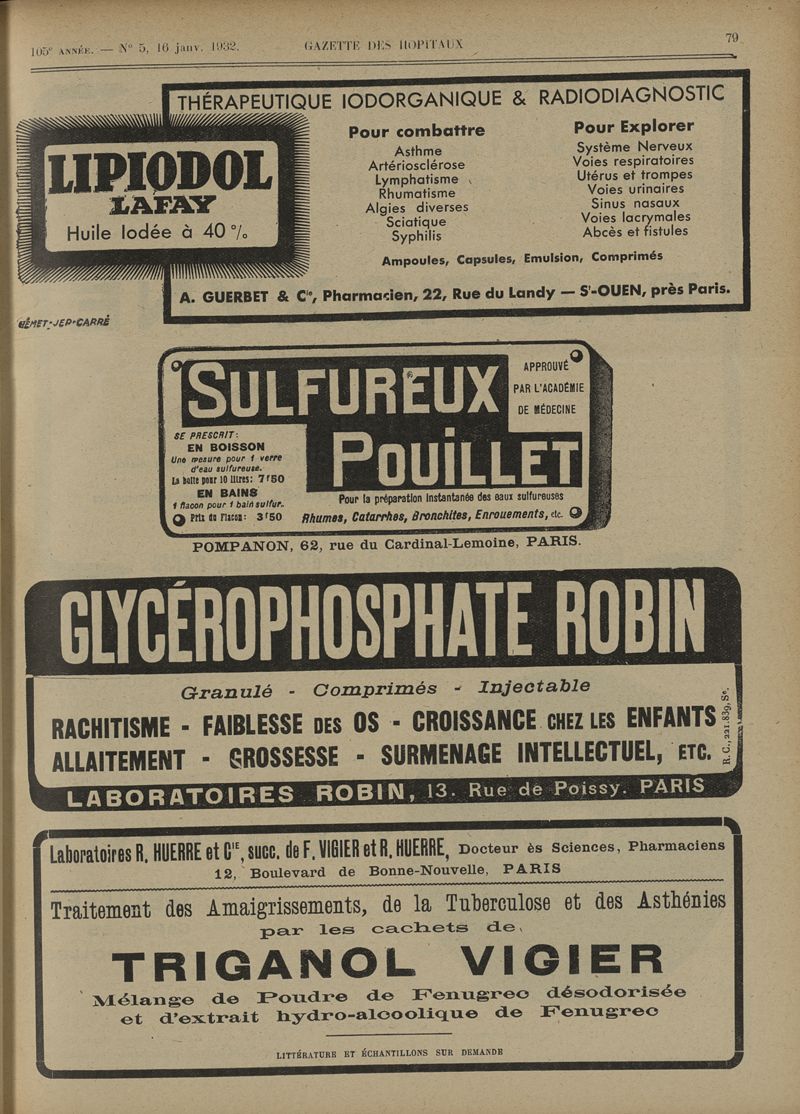 105e ANNÉE. — No 5, 16 janv. 1932.
GAZETTE DES HOPITAUX
79
THÉRAPEUTIQUE IODORGANIQUE & RADIODIAGNOSTIC
LIPIODOL
LAFAY
Huile Iodée à 40 %
Pour combattre
Asthme
Artériosclérose
Lymphatisme
Rhumatisme
Algies diverses
Sciatique
Syphilis
Pour Explorer
Système Nerveux
Voies respiratoires
Utérus et trompes
Voies urinaires
Sinus nasaux
Voies lacrymales
Abcès et fistules
Ampoules, Capsules, Emulsion, Comprimés
A. GUERBET & Cie, Pharmacien, 22, Rue du Landy — St-OUEN, près Paris.
HÉMET-JEP-CARRÉ
SULFUREUX
POUILLET
APPROUVÉ
PAR L'ACADÉMIE
DE MÉDECINE
SE PRESCRIT:
EN BOISSON
Une mesure pour 1 verre
d'eau sulfureuse.
La boîte pour 10 litres: 7f50
EN BAINS
1 flacon pour 1 bain sulfur..
Prix du Flacon: 3f50
Pour la préparation instantanée des eaux sulfureuses
Rhumes, Catarrhes, Bronchites, Enrouements, etc.
POMPANON, 62, rue du Cardinal-Lemoine, PARIS.
GLYCÉROPHOSPHATE ROBIN
Granulé - Comprimés - Injectable
RACHITISME - FAIBLESSE DES OS - CROISSANCE CHEZ LES ENFANTS
ALLAITEMENT - GROSSESSE - SURMENAGE INTELLECTUEL, ETC.
R. C., 221.839, Se.
LABORATOIRES ROBIN, 13. Rue de Poissy. PARIS
Laboratoires R. HUERRE et Cie, succ. de F. VIGIER et R. HUERRE, Docteur ès Sciences, Pharmaciens
12, Boulevard de Bonne-Nouvelle, PARIS
Traitement des Amaigrissements, de la Tuberculose et des Asthénies
par les cachets de
TRIGANOL VIGIER
Mélange de Poudre de Fenugrec désodorisée
et d'extrait hydro-alcoolique de Fenugrec
LITTÉRATURE ET ÉCHANTILLONS SUR DEMANDE